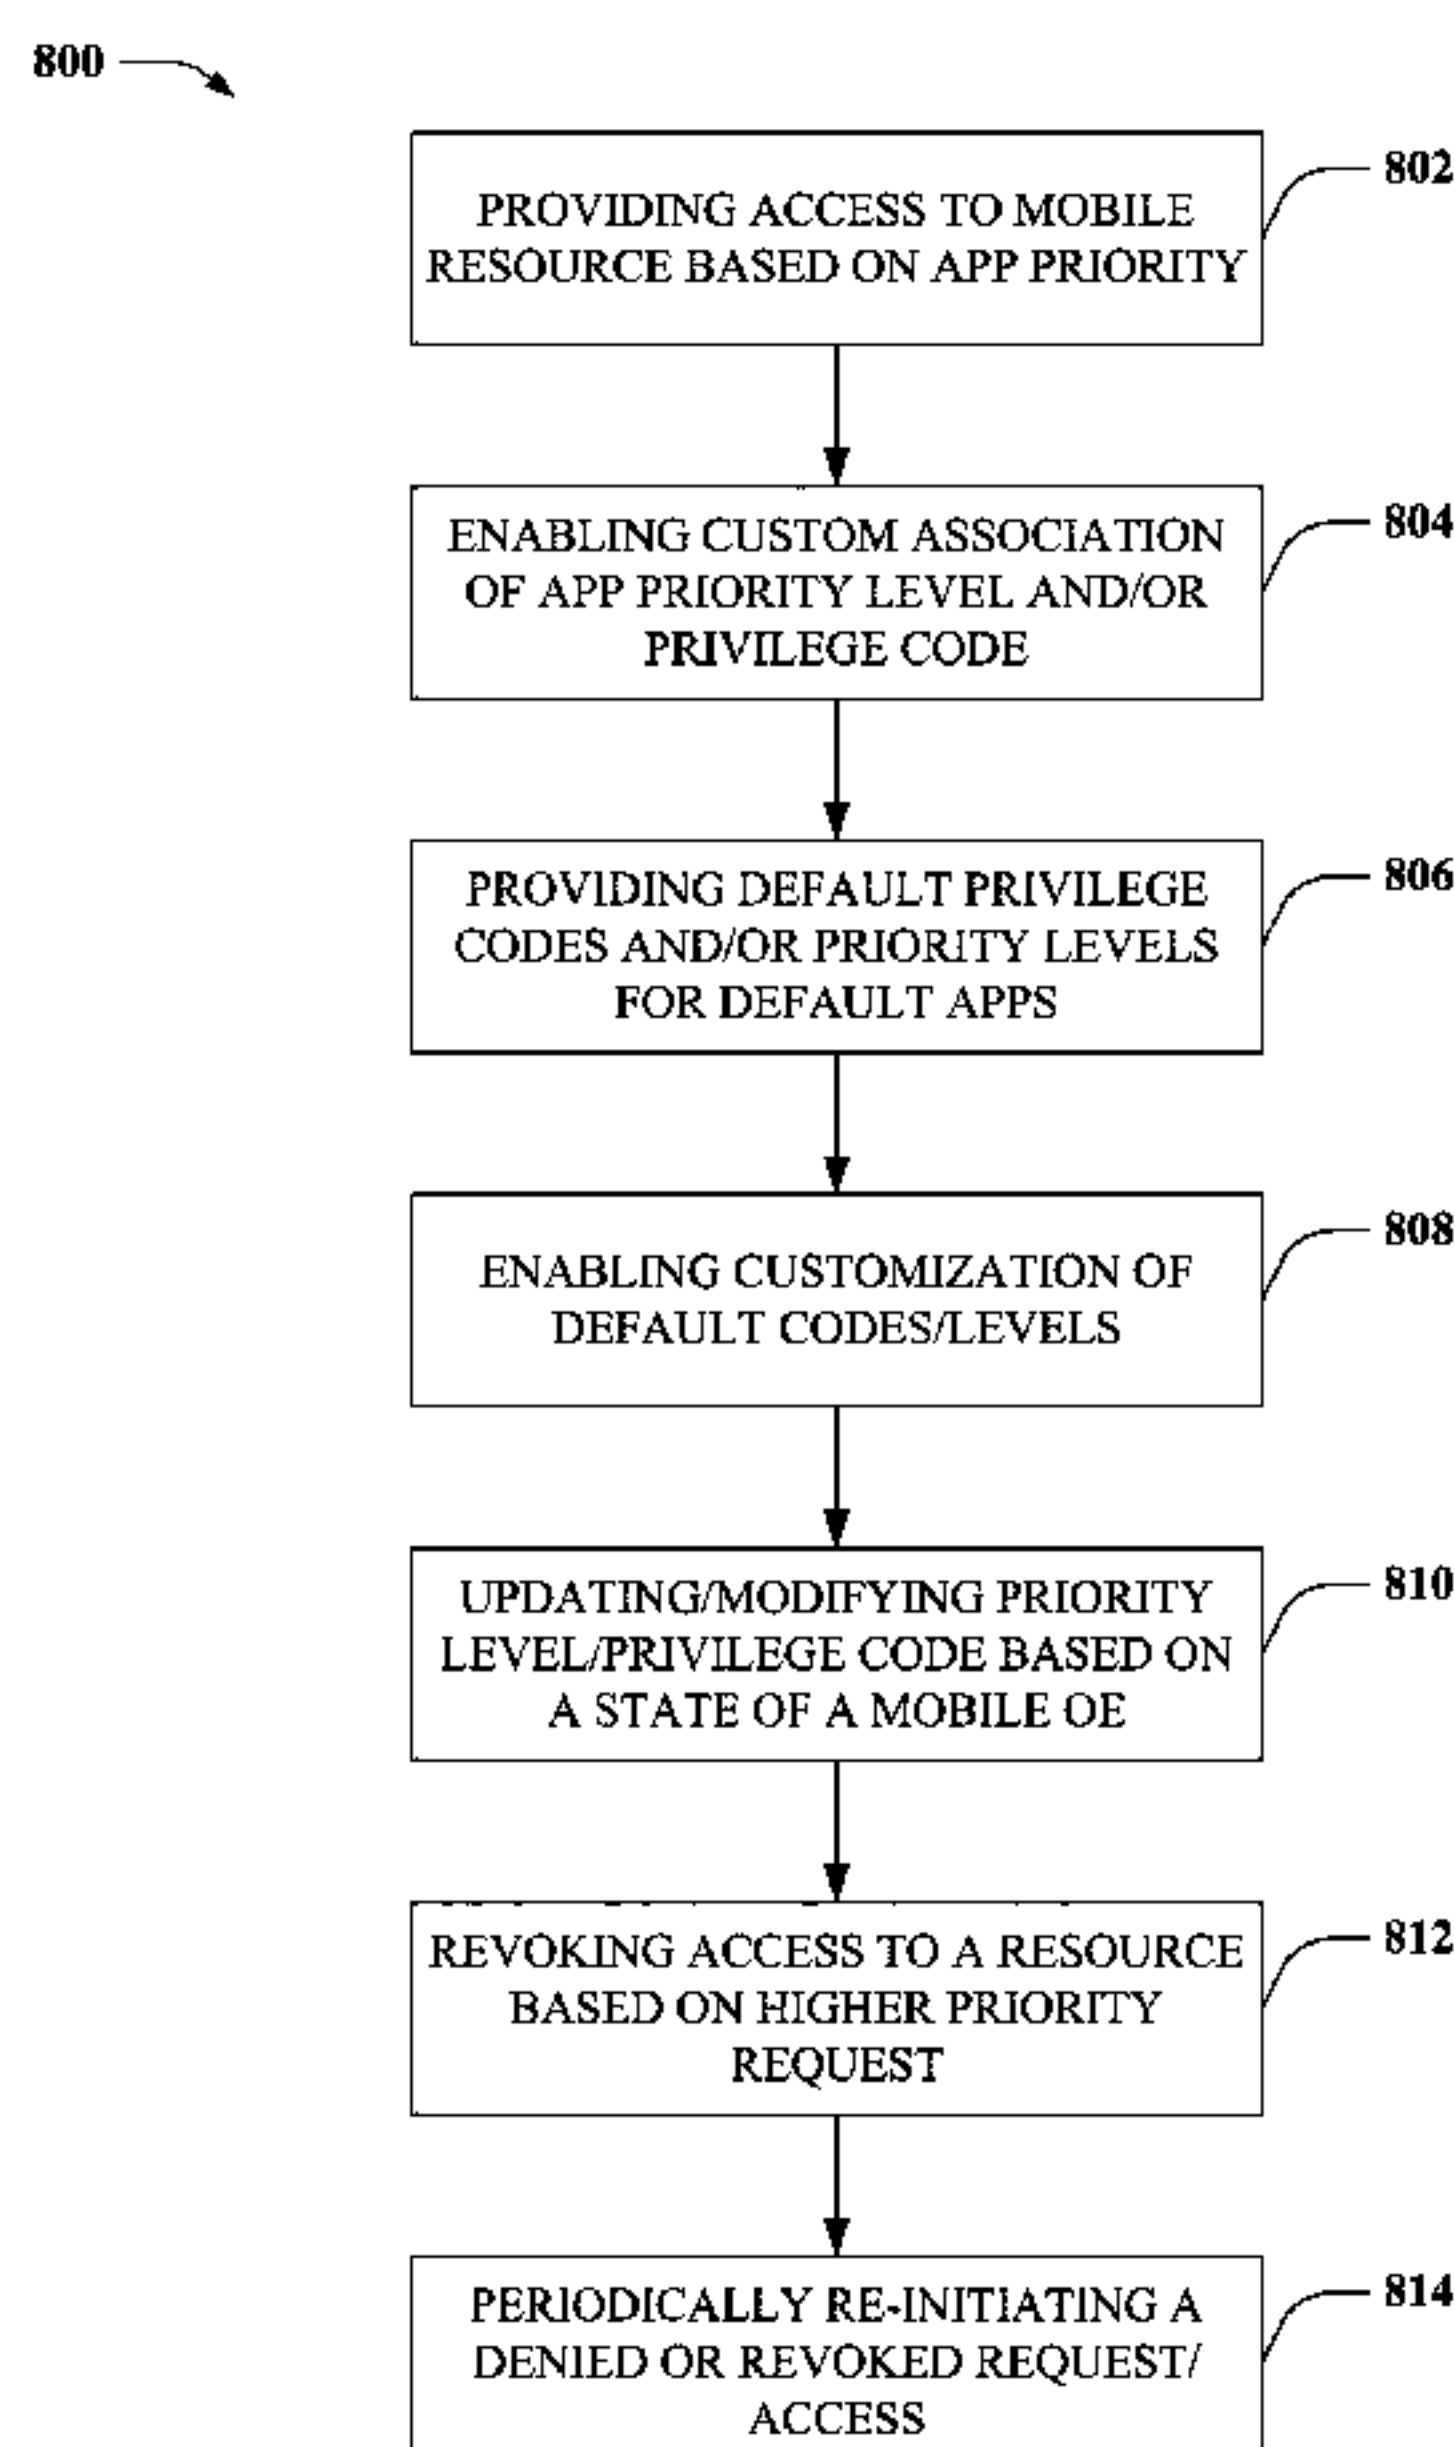 800
802
PROVIDING ACCESS TO MOBILE
RESOURCE BASED ON APP PRIORITY
804
ENABLING CUSTOM ASSOCIATION
OF APP PRIORITY LEVEL AND/OR
PRIVILEGE CODE
806
PROVIDING DEFAULT PRIVILEGE
CODES AND/OR PRIORITY LEVELS
FOR DEFAULT APPS
808
ENABLING CUSTOMIZATION OF
DEFAULT CODES/LEVELS
810
UPDATING/MODIFYING PRIORITY
LEVEL/PRIVILEGE CODE BASED ON
A STATE OF A MOBILE OE
812
REVOKING ACCESS TO A RESOURCE
BASED ON HIGHER PRIORITY
REQUEST
814
PERIODICALLY RE-INITIATING A
DENIED OR REVOKED REQUEST/
ACCESS